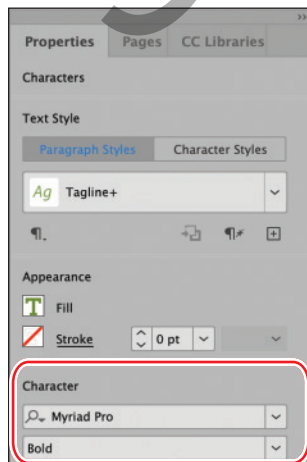 Properties Pages CC Libraries
Characters
Text Style
Paragraph Styles Character Styles
Ag Tagline+
Appearance
T Fill
Stroke 0 pt
Character
Myriad Pro
Bold